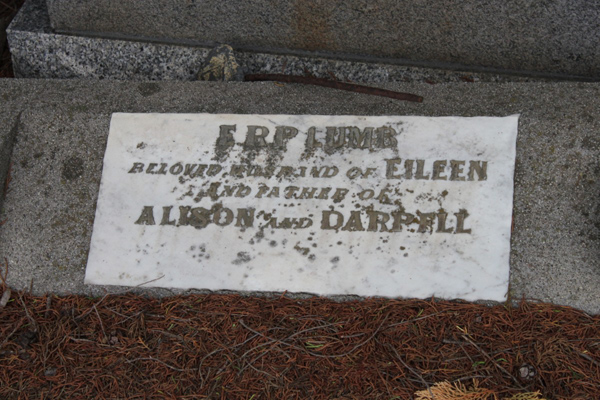 E R P LUMB
BELOVED HUSBAND OF EILEEN
AND FATHER OF
ALISON AND DARRELL